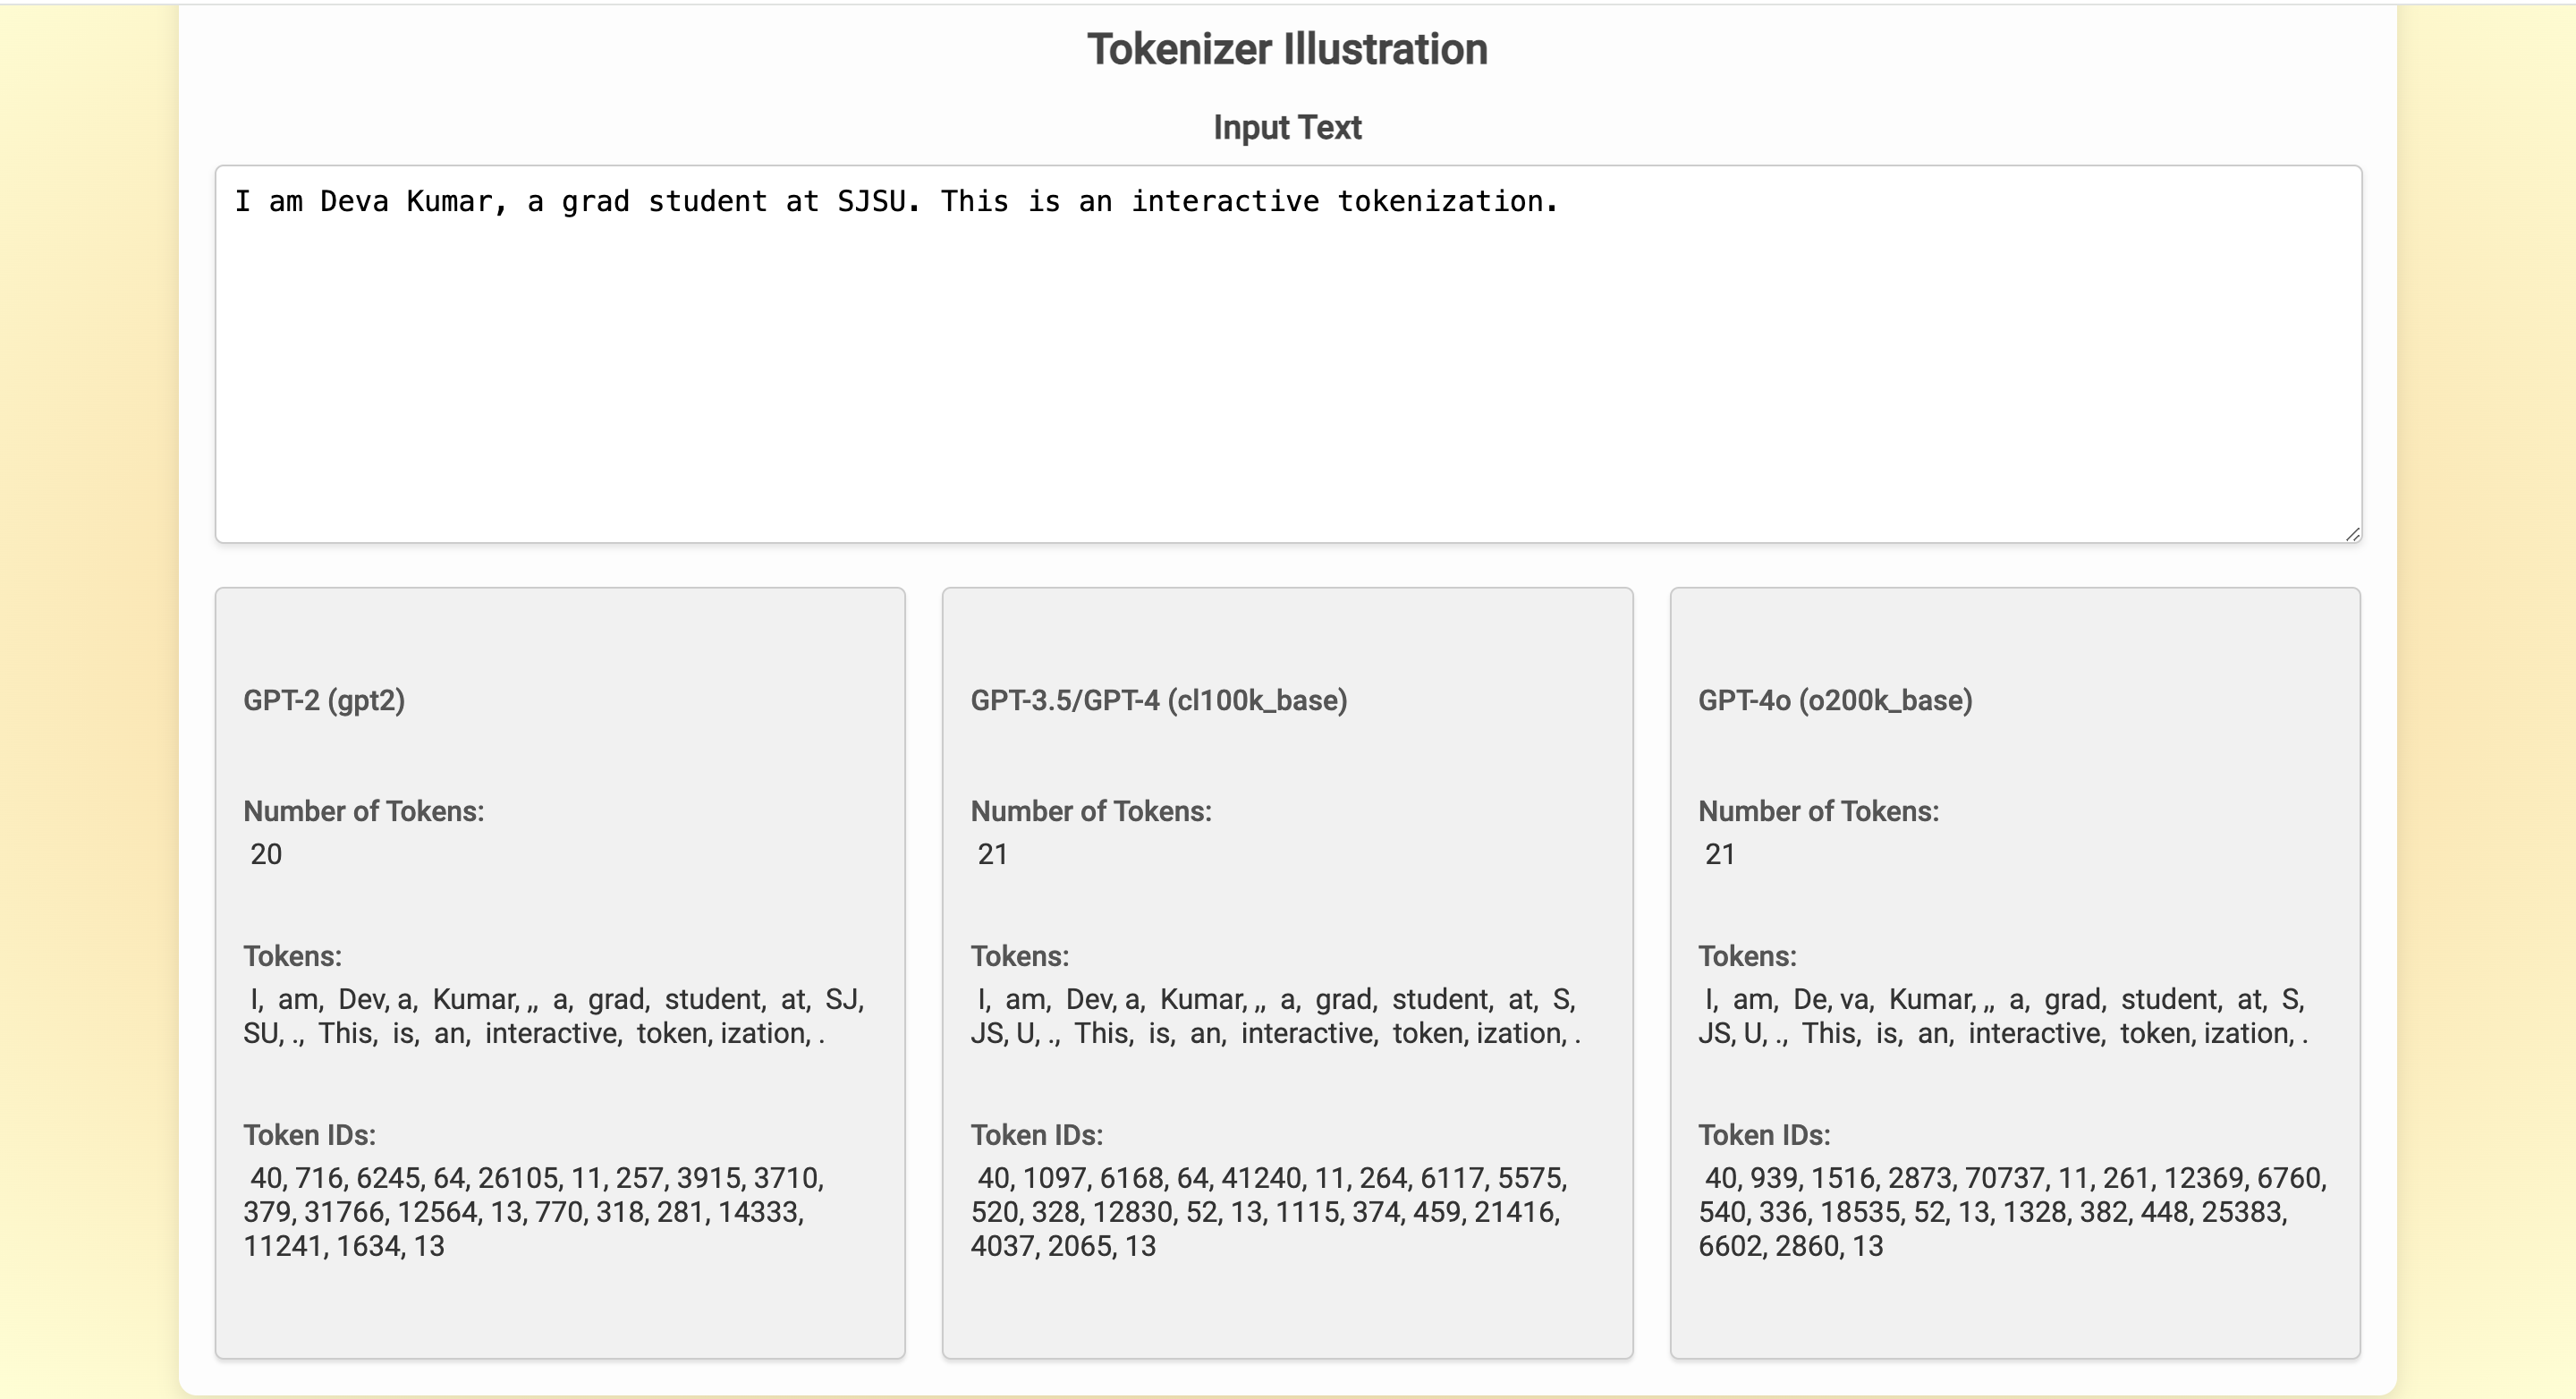 Tokenizer Illustration
Input Text
I am Deva Kumar, a grad student at SJSU. This is an interactive tokenization.
GPT-2 (gpt2)
Number of Tokens:
20
Tokens:
I,  am,  Dev, a,  Kumar, ,,  a,  grad,  student,  at,  SJ,
SU, .,  This,  is,  an,  interactive,  token, ization, .
Token IDs:
40, 716, 6245, 64, 26105, 11, 257, 3915, 3710,
379, 31766, 12564, 13, 770, 318, 281, 14333,
11241, 1634, 13
GPT-3.5/GPT-4 (cl100k_base)
Number of Tokens:
21
Tokens:
I,  am,  Dev, a,  Kumar, ,,  a,  grad,  student,  at,  S,
JS, U, .,  This,  is,  an,  interactive,  token, ization, .
Token IDs:
40, 1097, 6168, 64, 41240, 11, 264, 6117, 5575,
520, 328, 12830, 52, 13, 1115, 374, 459, 21416,
4037, 2065, 13
GPT-4o (o200k_base)
Number of Tokens:
21
Tokens:
I,  am,  De, va,  Kumar, ,,  a,  grad,  student,  at,  S,
JS, U, .,  This,  is,  an,  interactive,  token, ization, .
Token IDs:
40, 939, 1516, 2873, 70737, 11, 261, 12369, 6760,
540, 336, 18535, 52, 13, 1328, 382, 448, 25383,
6602, 2860, 13